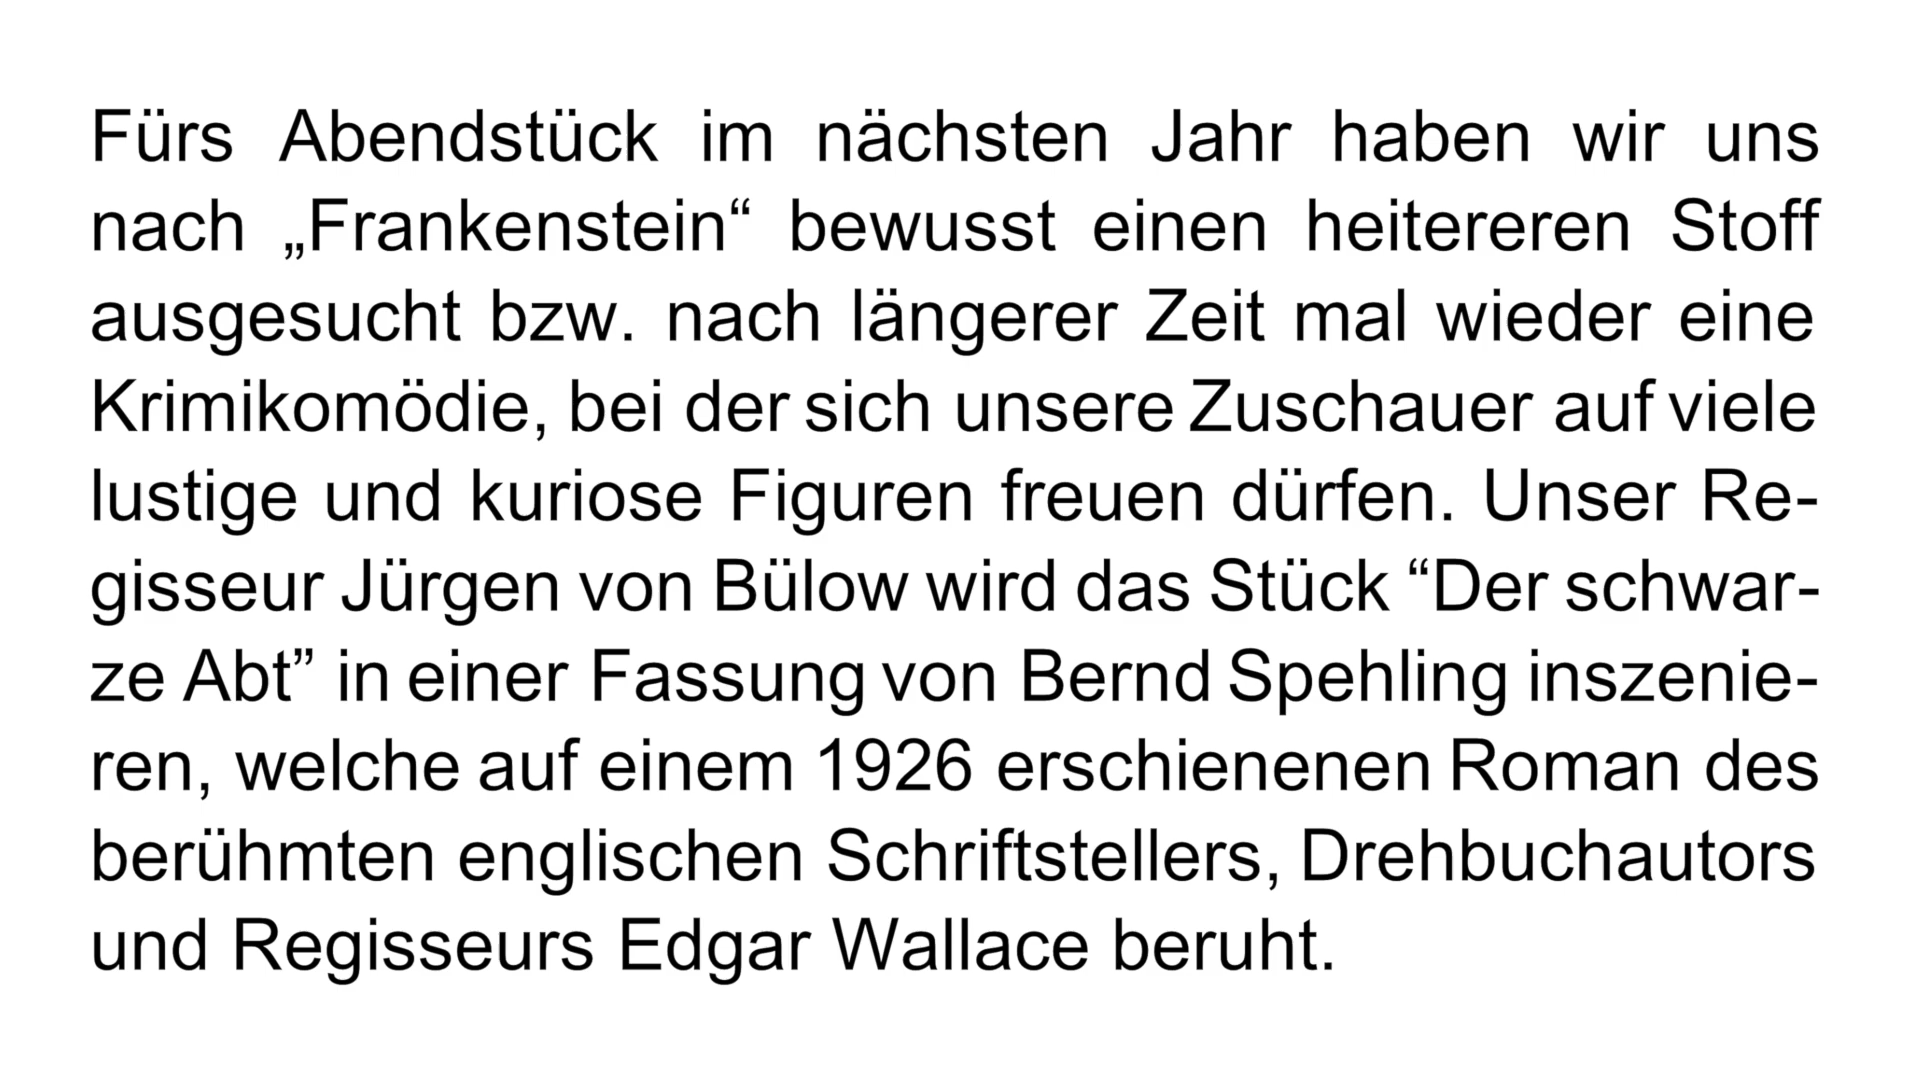 Fürs Abendstück im nächsten Jahr haben wir uns
nach „Frankenstein“ bewusst einen heitereren Stoff
ausgesucht bzw. nach längerer Zeit mal wieder eine
Krimikomödie, bei der sich unsere Zuschauer auf viele
lustige und kuriose Figuren freuen dürfen. Unser Re-
gisseur Jürgen von Bülow wird das Stück “Der schwar-
ze Abt” in einer Fassung von Bernd Spehling inszenie-
ren, welche auf einem 1926 erschienenen Roman des
berühmten englischen Schriftstellers, Drehbuchautors
und Regisseurs Edgar Wallace beruht.